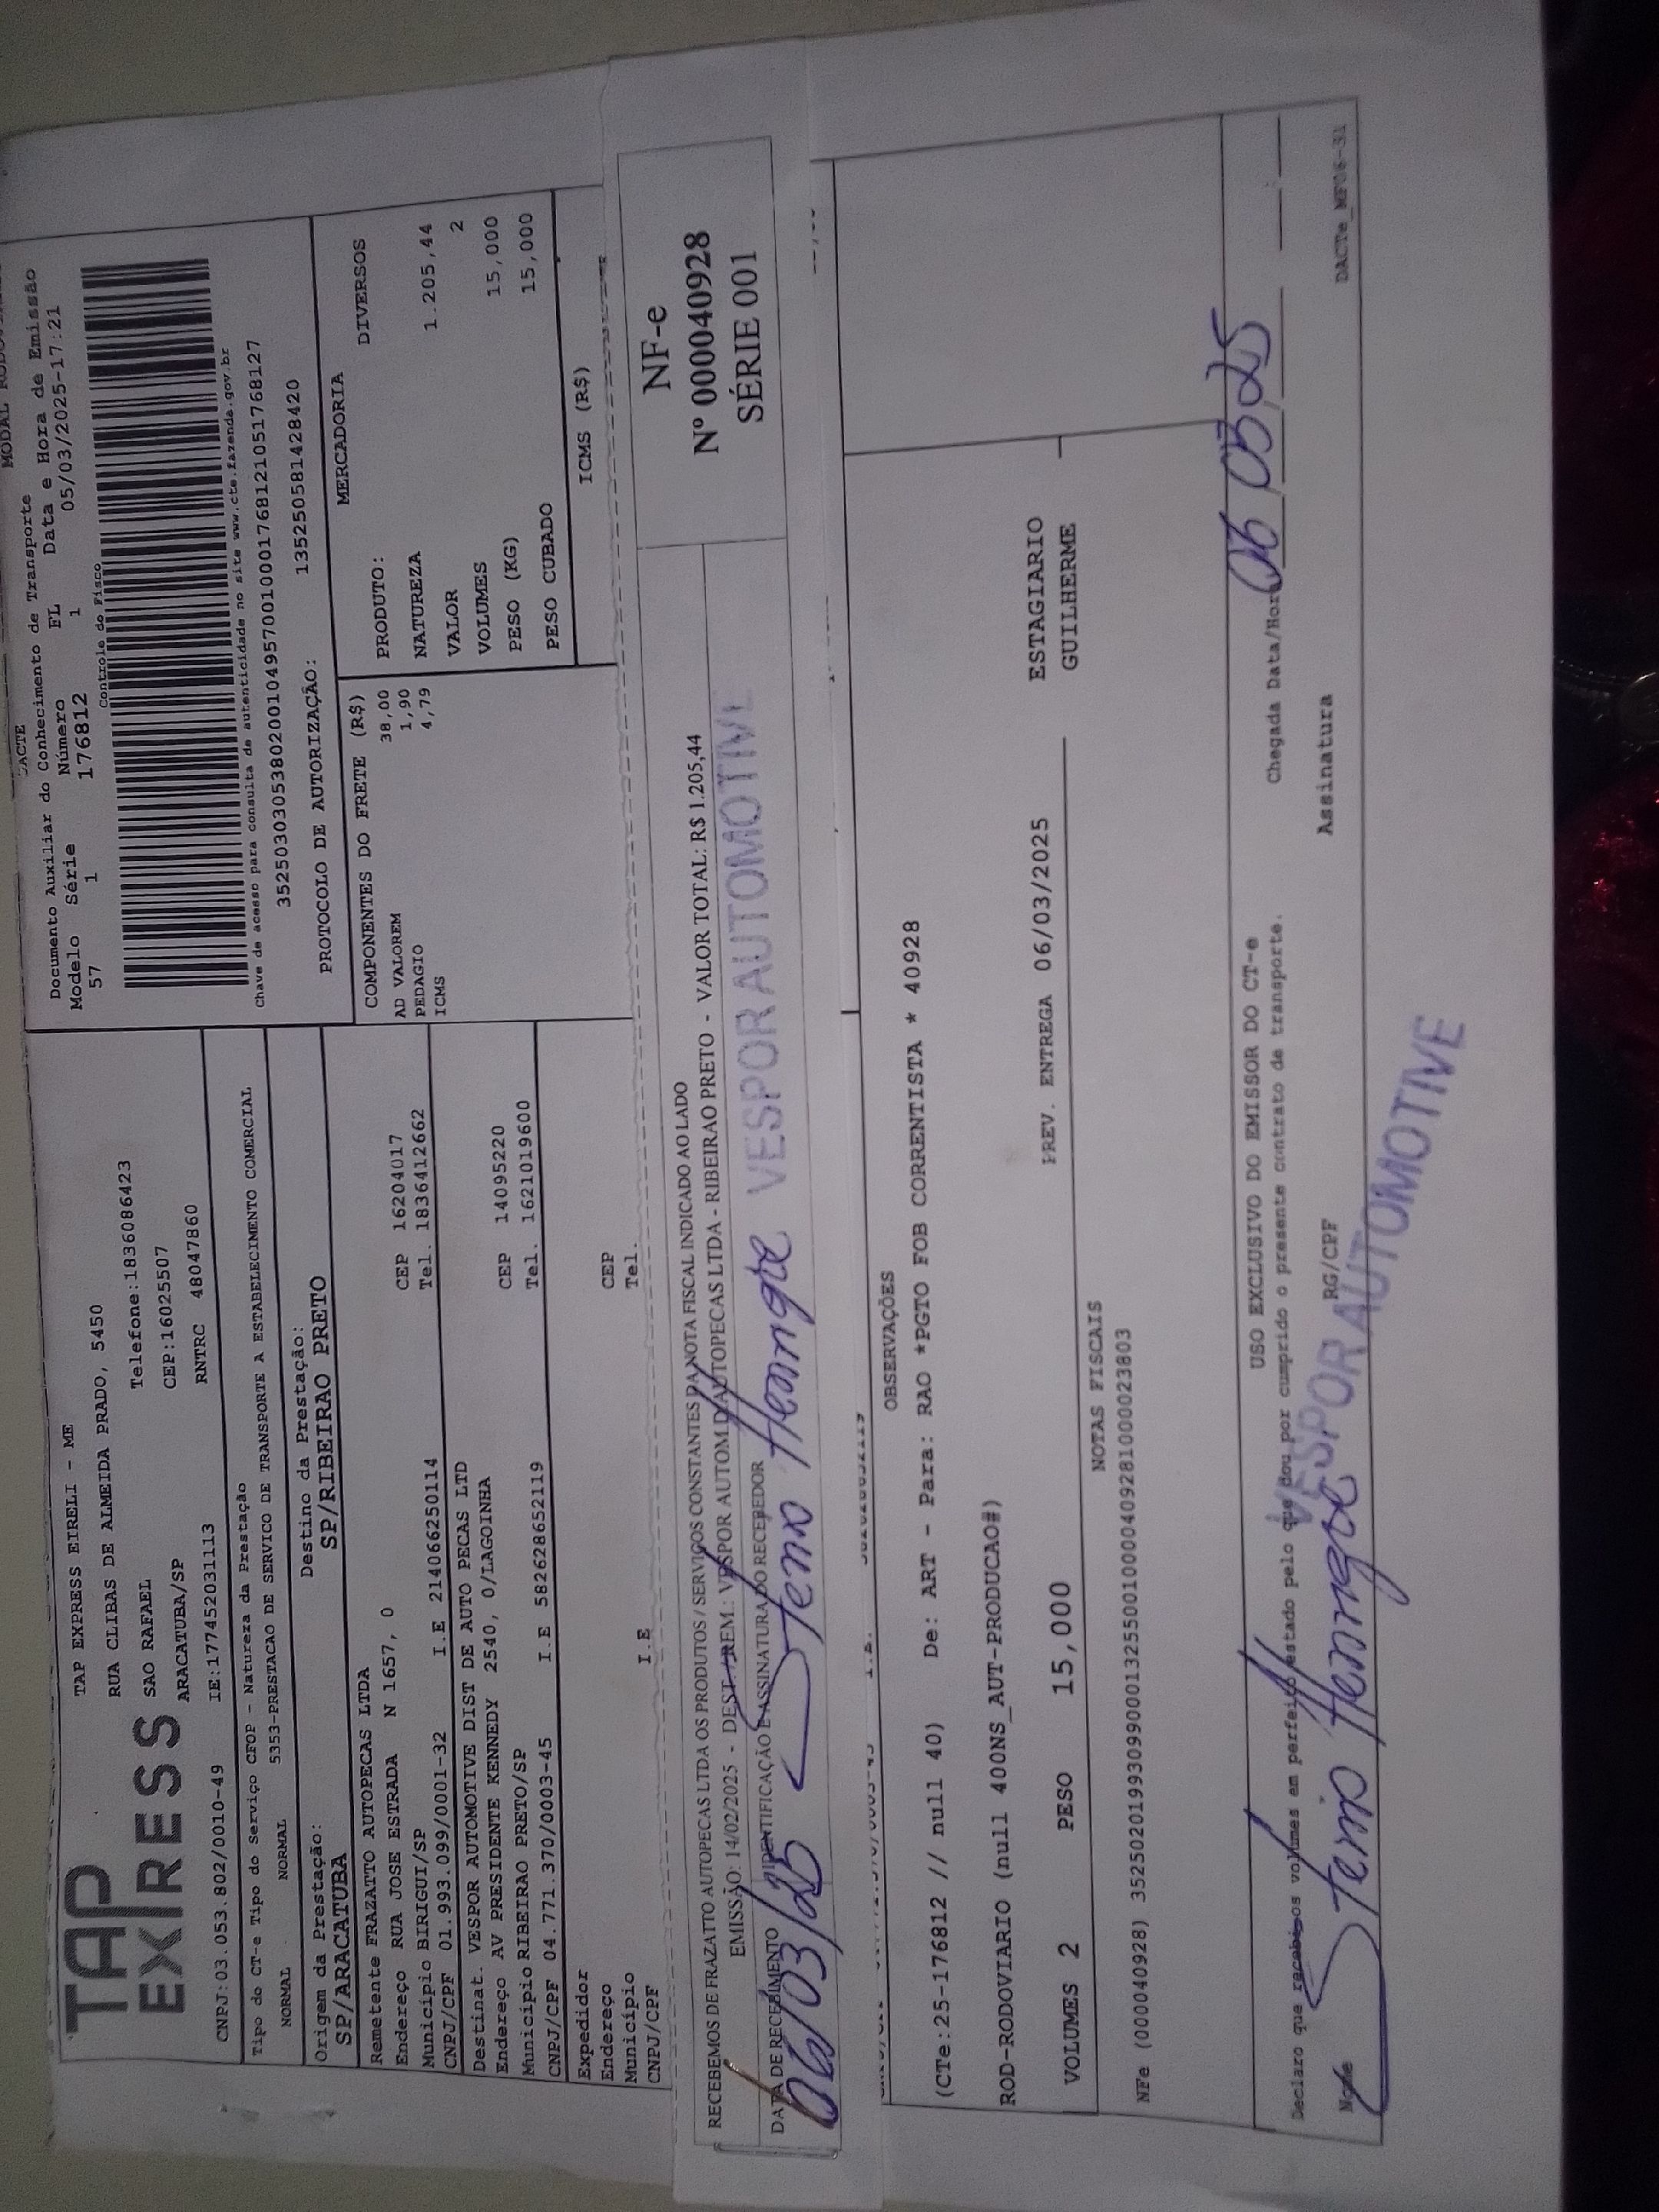 TAP
EXPRESS
TAP EXPRESS EIRELI - ME
RUA CLIBAS DE ALMEIDA PRADO, 5450
SAO RAFAEL Telefone:1836086423
ARACATUBA/SP CEP:16025507
CNPJ:03.053.802/0010-49 IE:177452031113 RNTRC 48047860
Tipo do CT-e Tipo do Serviço CFOP - Natureza da Prestação
NORMAL NORMAL 5353-PRESTACAO DE SERVICO DE TRANSPORTE A ESTABELECIMENTO COMERCIAL
Origem da Prestação: Destino da Prestação:
SP/ARACATUBA SP/RIBEIRAO PRETO
Remetente FRAZATTO AUTOPECAS LTDA
Endereço RUA JOSE ESTRADA N 1657, 0 CEP 16204017
Município BIRIGUI/SP Tel. 1836412662
CNPJ/CPF 01.993.099/0001-32 I.E 214066250114
Destinat. VESPOR AUTOMOTIVE DIST DE AUTO PECAS LTD
Endereço AV PRESIDENTE KENNEDY 2540, 0/LAGOINHA CEP 14095220
Município RIBEIRAO PRETO/SP Tel. 1621019600
CNPJ/CPF 04.771.370/0003-45 I.E 582628652119
Expedidor
Endereço CEP
Município Tel.
CNPJ/CPF I.E
DACTE
Documento Auxiliar do Conhecimento de Transporte
Modelo Série Número FL Data e Hora de Emissão
57 1 176812 1 05/03/2025-17:21
Controle do Fisco
Chave de acesso para consulta de autenticidade no site www.cte.fazenda.gov.br
35250303053802001049570010001768121051768127
PROTOCOLO DE AUTORIZAÇÃO: 135250581428420
COMPONENTES DO FRETE (R$)
AD VALOREM 38,00
PEDAGIO 1,90
ICMS 4,79
MERCADORIA
PRODUTO: DIVERSOS
NATUREZA
VALOR 1.205,44
VOLUMES 2
PESO (KG) 15,000
PESO CUBADO 15,000
ICMS (R$)
RECEBEMOS DE FRAZATTO AUTOPECAS LTDA OS PRODUTOS / SERVIÇOS CONSTANTES DA NOTA FISCAL INDICADO AO LADO
EMISSÃO: 14/02/2025 - DEST. / REM.: VESPOR AUTOM D AUTOPECAS LTDA - RIBEIRAO PRETO - VALOR TOTAL: R$ 1.205,44
DATA DE RECEBIMENTO IDENTIFICAÇÃO E ASSINATURA DO RECEBEDOR
06/03/25 VESPOR AUTOMOTIVE
NF-e
Nº 000040928
SÉRIE 001
OBSERVAÇÕES
(CTe:25-176812 // null 40) De: ART - Para: RAO *PGTO FOB CORRENTISTA * 40928
ROD-RODOVIARIO (null 400NS_AUT-PRODUCAO#)
VOLUMES 2 PESO 15,000 PREV. ENTREGA 06/03/2025 ESTAGIARIO
GUILHERME
NOTAS FISCAIS
NFe (000040928) 35250201993099000132550010000409281000023803
USO EXCLUSIVO DO EMISSOR DO CT-e
Declaro que recebi os volumes em perfeito estado pelo que dou por cumprido o presente contrato de transporte.
Chegada Data/Hora 06 03 25
Nome RG/CPF Assinatura
VESPOR AUTOMOTIVE
DACTe_MF06-31